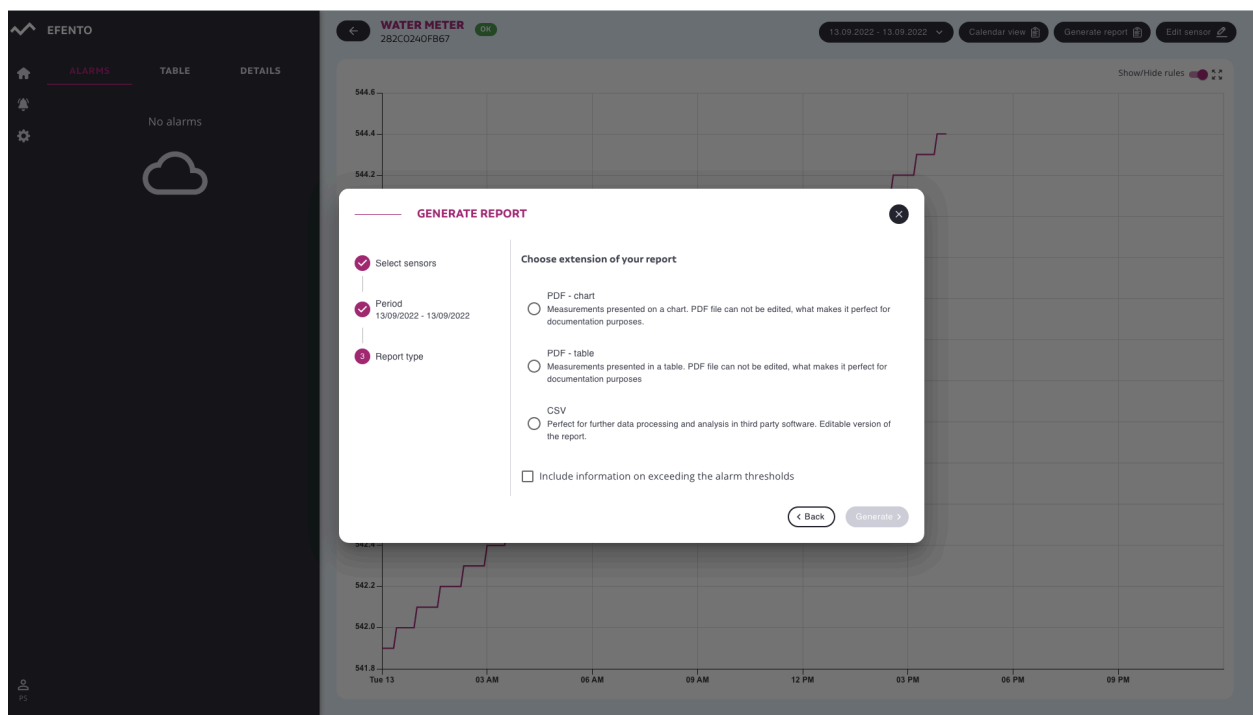 EFENTO
WATER METER
OK
282C0240FB67
13.09.2022 - 13.09.2022
Calendar view
Generate report
Edit sensor
ALARMS
TABLE
DETAILS
No alarms
Show/Hide rules
544.6
544.4
544.2
GENERATE REPORT
Select sensors
Period
13/09/2022 - 13/09/2022
3
Report type
Choose extension of your report
PDF - chart
Measurements presented on a chart. PDF file can not be edited, what makes it perfect for
documentation purposes.
PDF - table
Measurements presented in a table. PDF file can not be edited, what makes it perfect for
documentation purposes
CSV
Perfect for further data processing and analysis in third party software. Editable version of
the report.
Include information on exceeding the alarm thresholds
Back
Generate
542.4
542.2
542.0
541.8
Tue 13
03 AM
06 AM
09 AM
12 PM
03 PM
06 PM
09 PM
PS